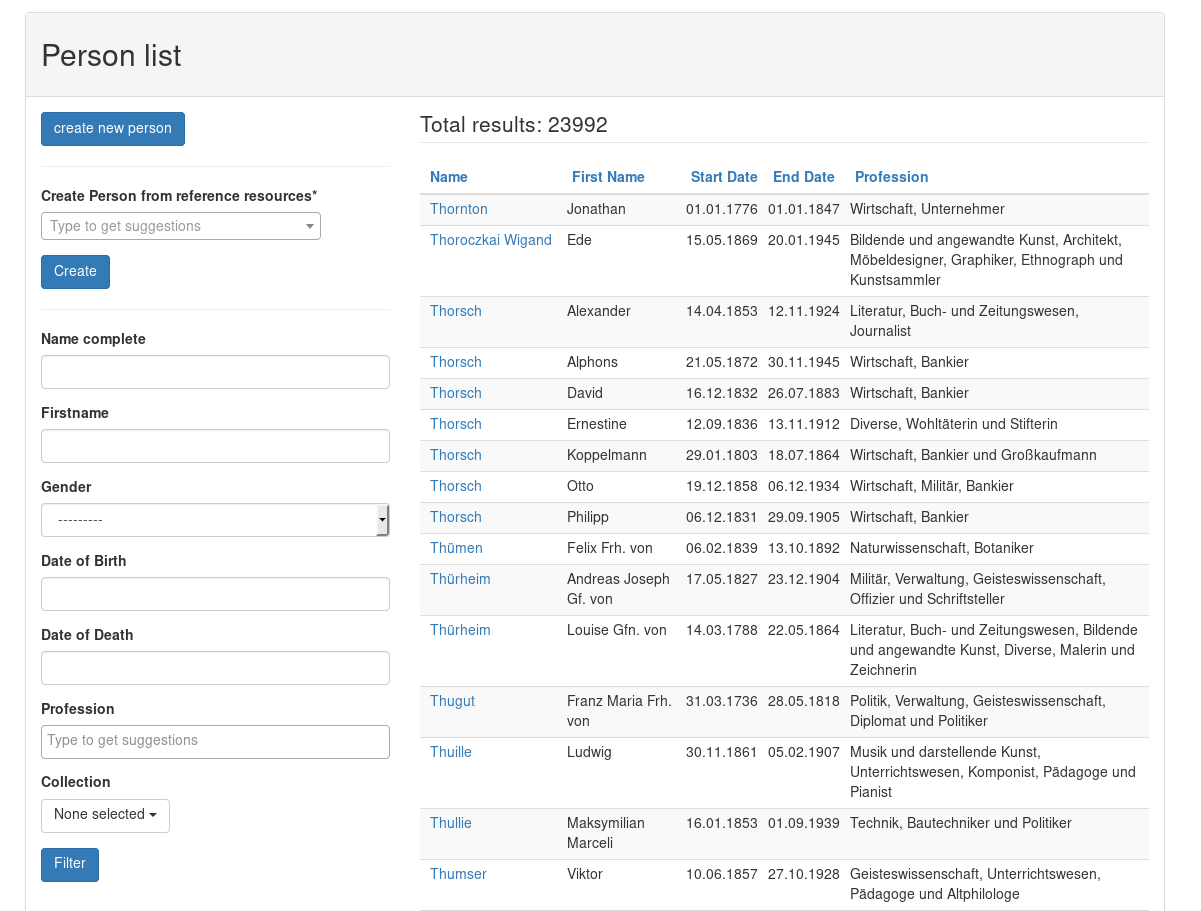 Person list
create new person
Create Person from reference resources*
Type to get suggestions
Create
Name complete
Firstname
Gender
---------
Date of Birth
Date of Death
Profession
Type to get suggestions
Collection
None selected
Filter
Total results: 23992
Name First Name Start Date End Date Profession
Thornton Jonathan 01.01.1776 01.01.1847 Wirtschaft, Unternehmer
Thoroczkai Wigand Ede 15.05.1869 20.01.1945 Bildende und angewandte Kunst, Architekt,
Möbeldesigner, Graphiker, Ethnograph und
Kunstsammler
Thorsch Alexander 14.04.1853 12.11.1924 Literatur, Buch- und Zeitungswesen,
Journalist
Thorsch Alphons 21.05.1872 30.11.1945 Wirtschaft, Bankier
Thorsch David 16.12.1832 26.07.1883 Wirtschaft, Bankier
Thorsch Ernestine 12.09.1836 13.11.1912 Diverse, Wohltäterin und Stifterin
Thorsch Koppelmann 29.01.1803 18.07.1864 Wirtschaft, Bankier und Großkaufmann
Thorsch Otto 19.12.1858 06.12.1934 Wirtschaft, Militär, Bankier
Thorsch Philipp 06.12.1831 29.09.1905 Wirtschaft, Bankier
Thümen Felix Frh. von 06.02.1839 13.10.1892 Naturwissenschaft, Botaniker
Thürheim Andreas Joseph 17.05.1827 23.12.1904 Militär, Verwaltung, Geisteswissenschaft,
Gf. von Offizier und Schriftsteller
Thürheim Louise Gfn. von 14.03.1788 22.05.1864 Literatur, Buch- und Zeitungswesen, Bildende
und angewandte Kunst, Diverse, Malerin und
Zeichnerin
Thugut Franz Maria Frh. 31.03.1736 28.05.1818 Politik, Verwaltung, Geisteswissenschaft,
von Diplomat und Politiker
Thuille Ludwig 30.11.1861 05.02.1907 Musik und darstellende Kunst,
Unterrichtswesen, Komponist, Pädagoge und
Pianist
Thullie Maksymilian 16.01.1853 01.09.1939 Technik, Bautechniker und Politiker
Marceli
Thumser Viktor 10.06.1857 27.10.1928 Geisteswissenschaft, Unterrichtswesen,
Pädagoge und Altphilologe